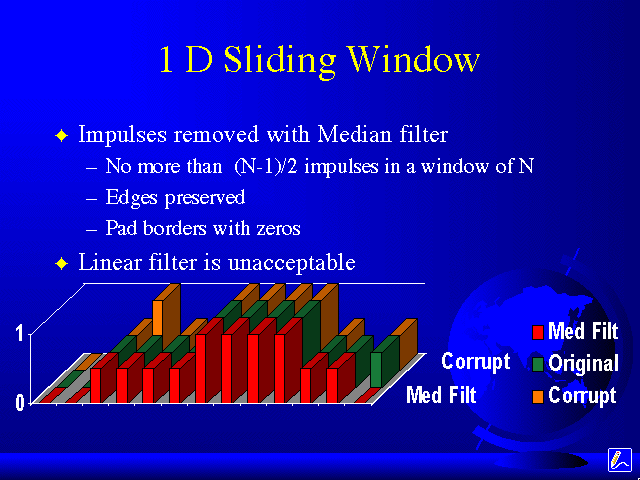 1 D Sliding Window
Impulses removed with Median filter
– No more than (N-1)/2 impulses in a window of N
– Edges preserved
– Pad borders with zeros
Linear filter is unacceptable
1
0
Corrupt
Med Filt
Med Filt
Original
Corrupt